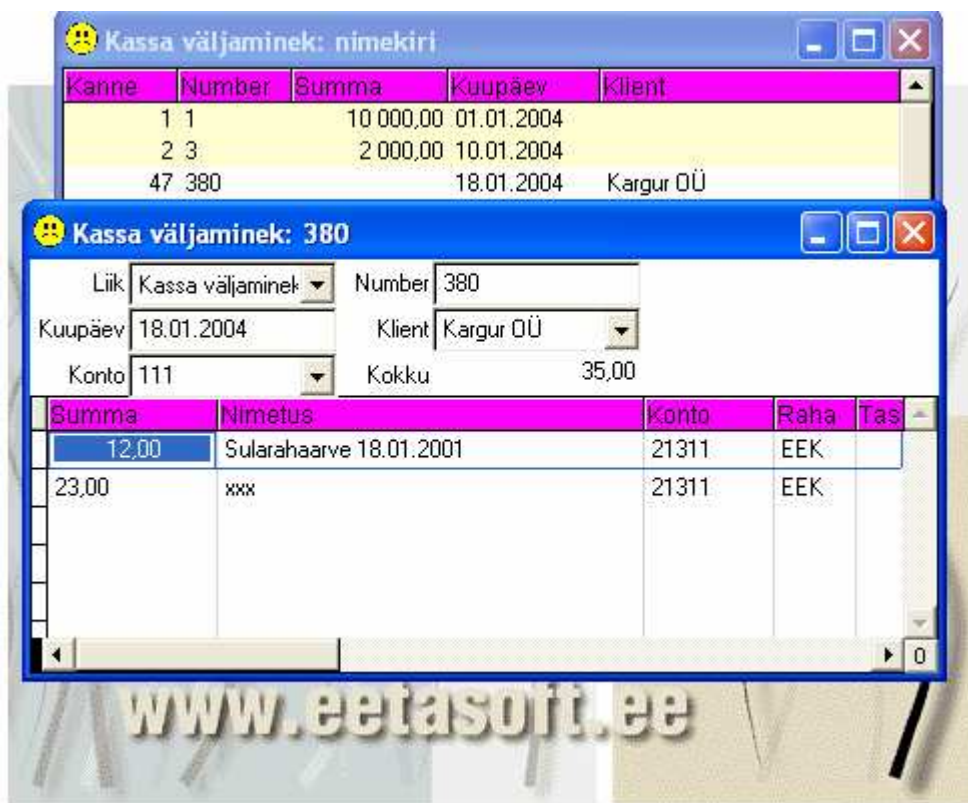 Kassa väljaminek: nimekiri
Kanne Number Summa Kuupäev Klient
1 1 10 000,00 01.01.2004
2 3 2 000,00 10.01.2004
47 380 18.01.2004 Kargur OÜ
Kassa väljaminek: 380
Liik Kassa väljaminek Number 380
Kuupäev 18.01.2004 Klient Kargur OÜ
Konto 111 Kokku 35,00
Summa Nimetus Konto Raha Tas
12,00 Sularahaarve 18.01.2001 21311 EEK
23,00 xxx 21311 EEK
0
www.eetasoft.ee